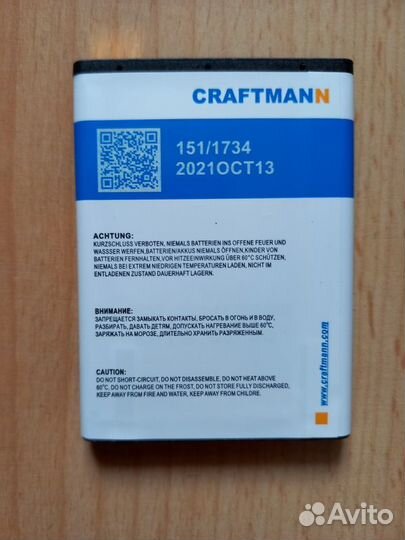 CRAFTMANN
151/1734
2021OCT13
ACHTUNG:
KURZSCHLUSS VERBOTEN, NIEMALS BATTERIEN INS OFFENE FEUER UND
WASSSER WERFEN, BATTERIEN/AKKUS NIEMALS ÖFFNEN, KINDER VON
BATTERIEN FERNHALTEN, VOR HITZEEINWIRKUNG ÜBER 60°C SCHÜTZEN,
NIEMALS BEI EXTREM NIEDRIGEN TEMPERATUREN LADEN, NICHT IM
ENTLADENEN ZUSTAND DAUERHAFT LAGERN.
ВНИМАНИЕ:
ЗАПРЕЩАЕТСЯ ЗАМЫКАТЬ КОНТАКТЫ, БРОСАТЬ В ОГОНЬ И В ВОДУ,
РАЗБИРАТЬ, ДАВАТЬ ДЕТЯМ, ДОПУСКАТЬ НАГРЕВАНИЕ ВЫШЕ 60°C,
ЗАРЯЖАТЬ НА МОРОЗЕ, ДЛИТЕЛЬНО ХРАНИТЬ РАЗРЯЖЕННЫМ.
CAUTION:
DO NOT SHORT-CIRCUIT, DO NOT DISASSEMBLE, DO NOT HEAT ABOVE
60°C, DO NOT CHARGE ON THE FROST, DO NOT STORE FULLY DISCHARGED,
KEEP AWAY FROM FIRE AND WATER, KEEP AWAY FROM CHILDRE.
www.craftmann.com
Avito